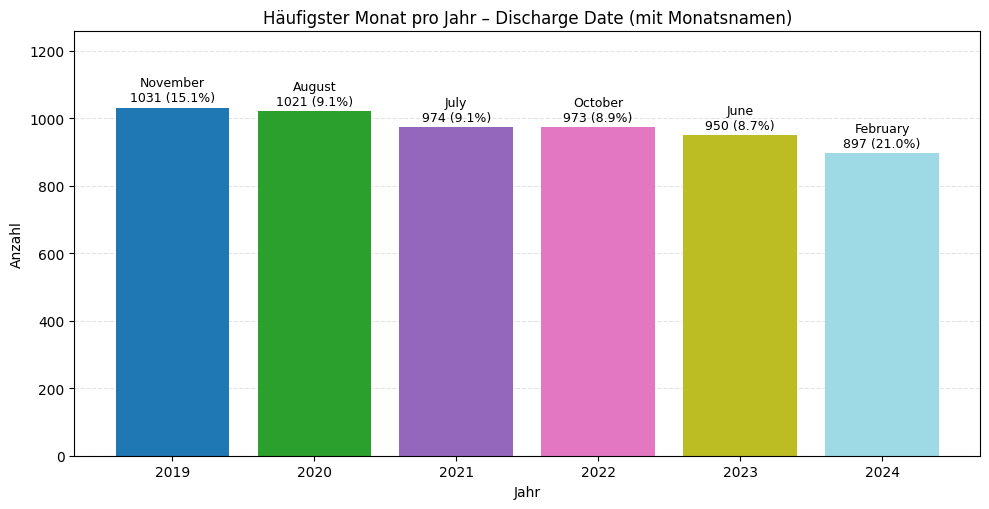 Häufigster Monat pro Jahr – Discharge Date (mit Monatsnamen)
Anzahl
1200
1000
800
600
400
200
0
November
1031 (15.1%)
August
1021 (9.1%)
July
974 (9.1%)
October
973 (8.9%)
June
950 (8.7%)
February
897 (21.0%)
2019
2020
2021
2022
2023
2024
Jahr